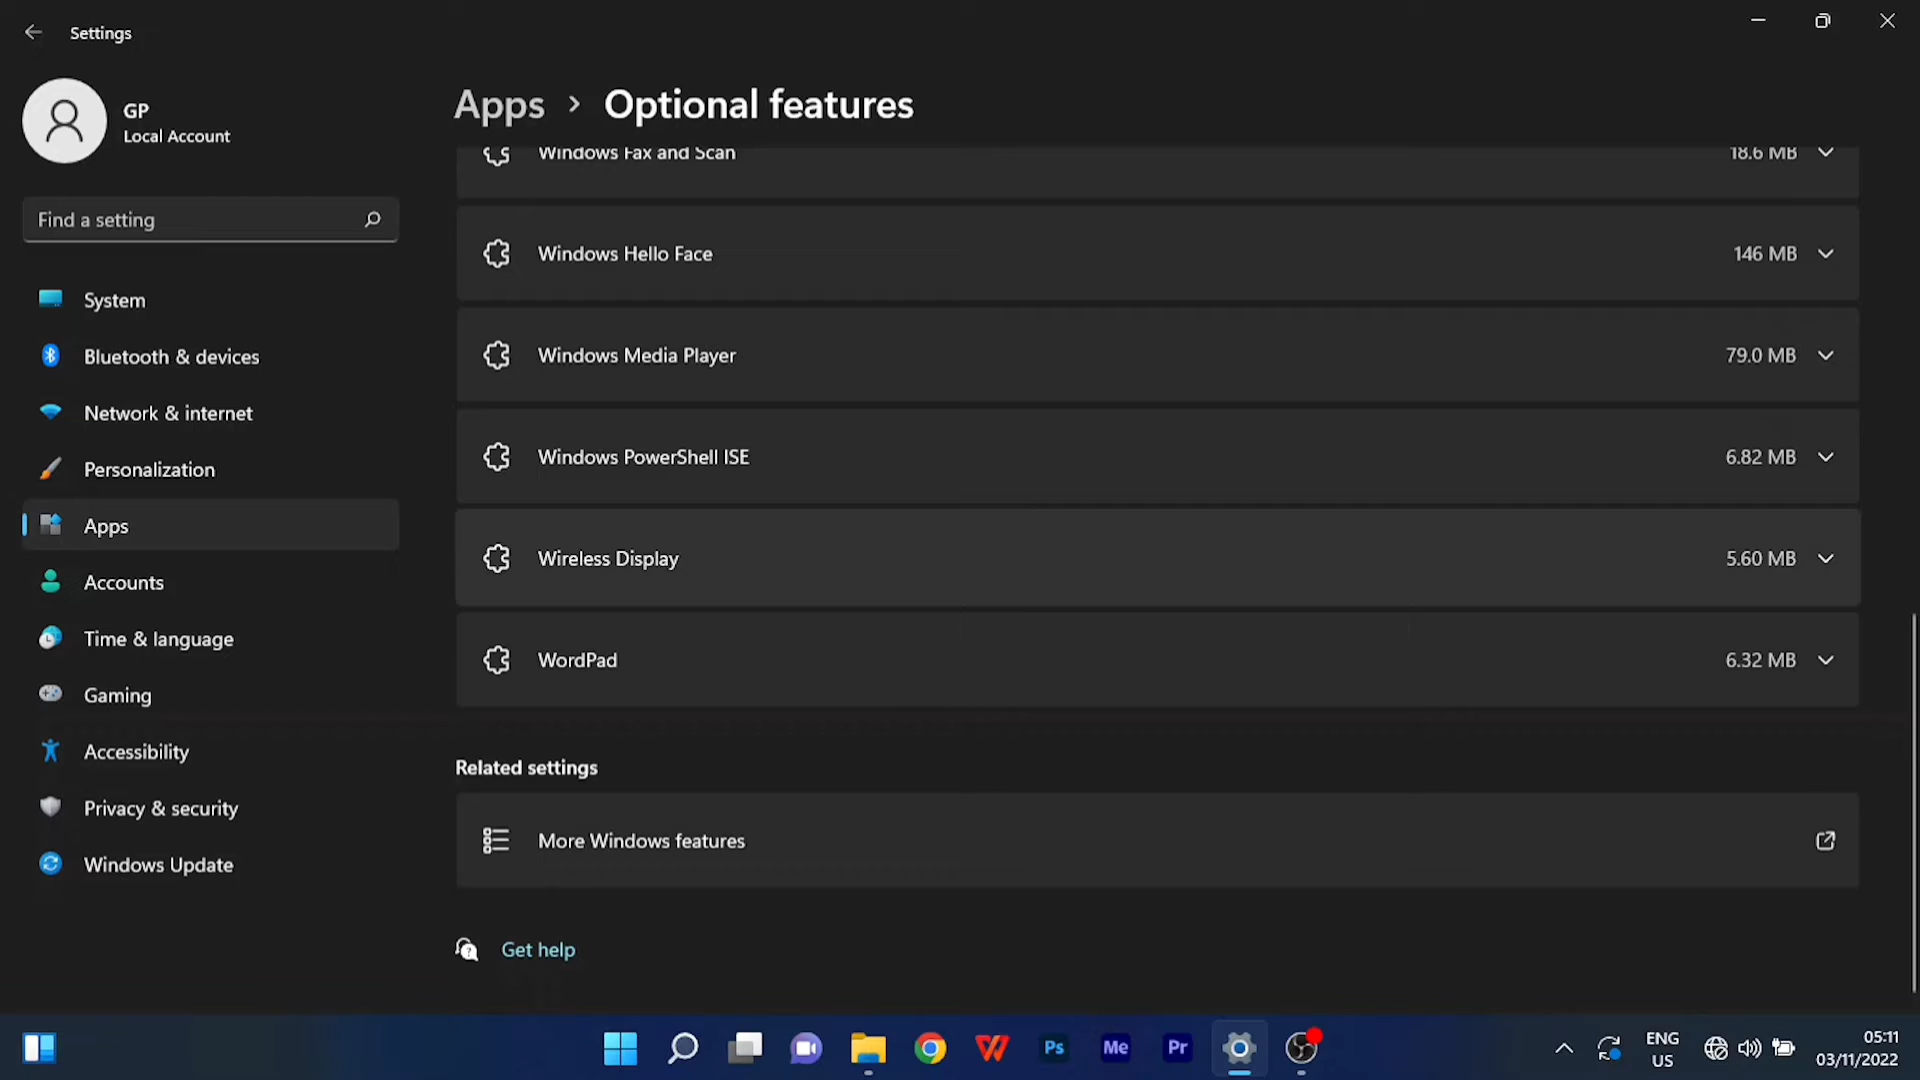 Settings
GP
Local Account
Find a setting
System
Bluetooth & devices
Network & internet
Personalization
Apps
Accounts
Time & language
Gaming
Accessibility
Privacy & security
Windows Update
Apps > Optional features
Windows Fax and Scan 18.6 MB
Windows Hello Face 146 MB
Windows Media Player 79.0 MB
Windows PowerShell ISE 6.82 MB
Wireless Display 5.60 MB
WordPad 6.32 MB
Related settings
More Windows features
Get help
Ps Me Pr
ENG
US
05:11
03/11/2022